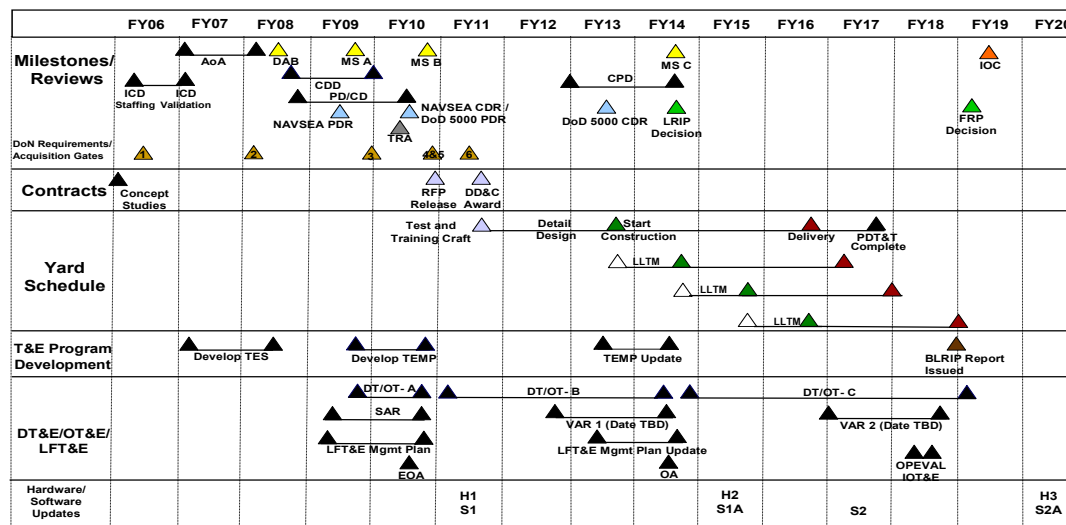 FY06 FY07 FY08 FY09 FY10 FY11 FY12 FY13 FY14 FY15 FY16 FY17 FY18 FY19 FY20
Milestones/
Reviews
AoA
DAB
MS A
MS B
MS C
IOC
ICD
Staffing
ICD
Validation
CDD
PD/CD
CPD
NAVSEA PDR
TRA
NAVSEA CDR /
DoD 5000 PDR
DoD 5000 CDR
LRIP
Decision
FRP
Decision
DoN Requirements/
Acquisition Gates
1 2 3 4&5 6
Contracts
Concept
Studies
RFP
Release
DD&C
Award
Yard
Schedule
Test and
Training Craft
Detail
Design
Start
Construction
Delivery
PDT&T
Complete
LLTM
LLTM
LLTM
T&E Program
Development
Develop TES
Develop TEMP
TEMP Update
BLRIP Report
Issued
DT&E/OT&E/
LFT&E
DT/OT- A
DT/OT- B
DT/OT- C
SAR
VAR 1 (Date TBD)
VAR 2 (Date TBD)
LFT&E Mgmt Plan
LFT&E Mgmt Plan Update
EOA
OA
OPEVAL
IOT&E
Hardware/
Software
Updates
H1
S1
H2
S1A
S2
H3
S2A